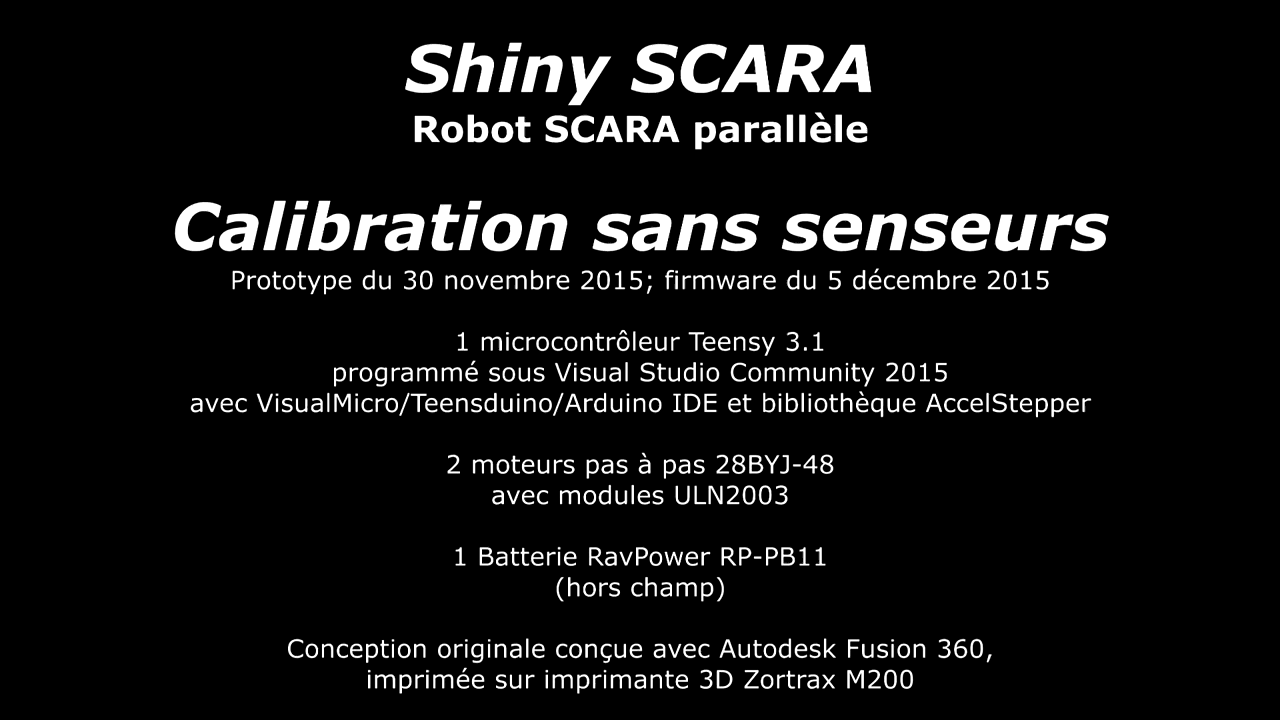 Shiny SCARA
Robot SCARA parallèle
Calibration sans senseurs
Prototype du 30 novembre 2015; firmware du 5 décembre 2015
1 microcontrôleur Teensy 3.1
programmé sous Visual Studio Community 2015
avec VisualMicro/Teensduino/Arduino IDE et bibliothèque AccelStepper
2 moteurs pas à pas 28BYJ-48
avec modules ULN2003
1 Batterie RavPower RP-PB11
(hors champ)
Conception originale conçue avec Autodesk Fusion 360,
imprimée sur imprimante 3D Zortrax M200